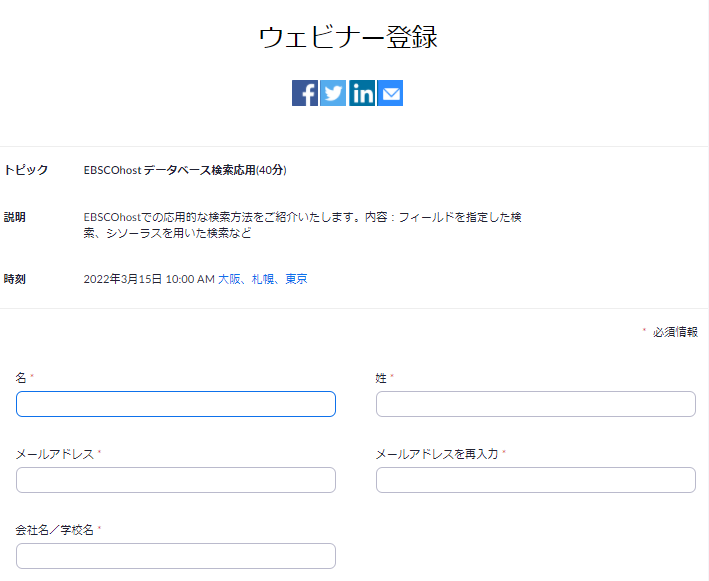 ウェビナー登録
トピック EBSCOhost データベース検索応用(40分)
説明 EBSCOhostでの応用的な検索方法をご紹介いたします。内容：フィールドを指定した検
索、シソーラスを用いた検索など
時刻 2022年3月15日 10:00 AM 大阪、札幌、東京
* 必須情報
名 * 姓 *
メールアドレス * メールアドレスを再入力 *
会社名／学校名 *